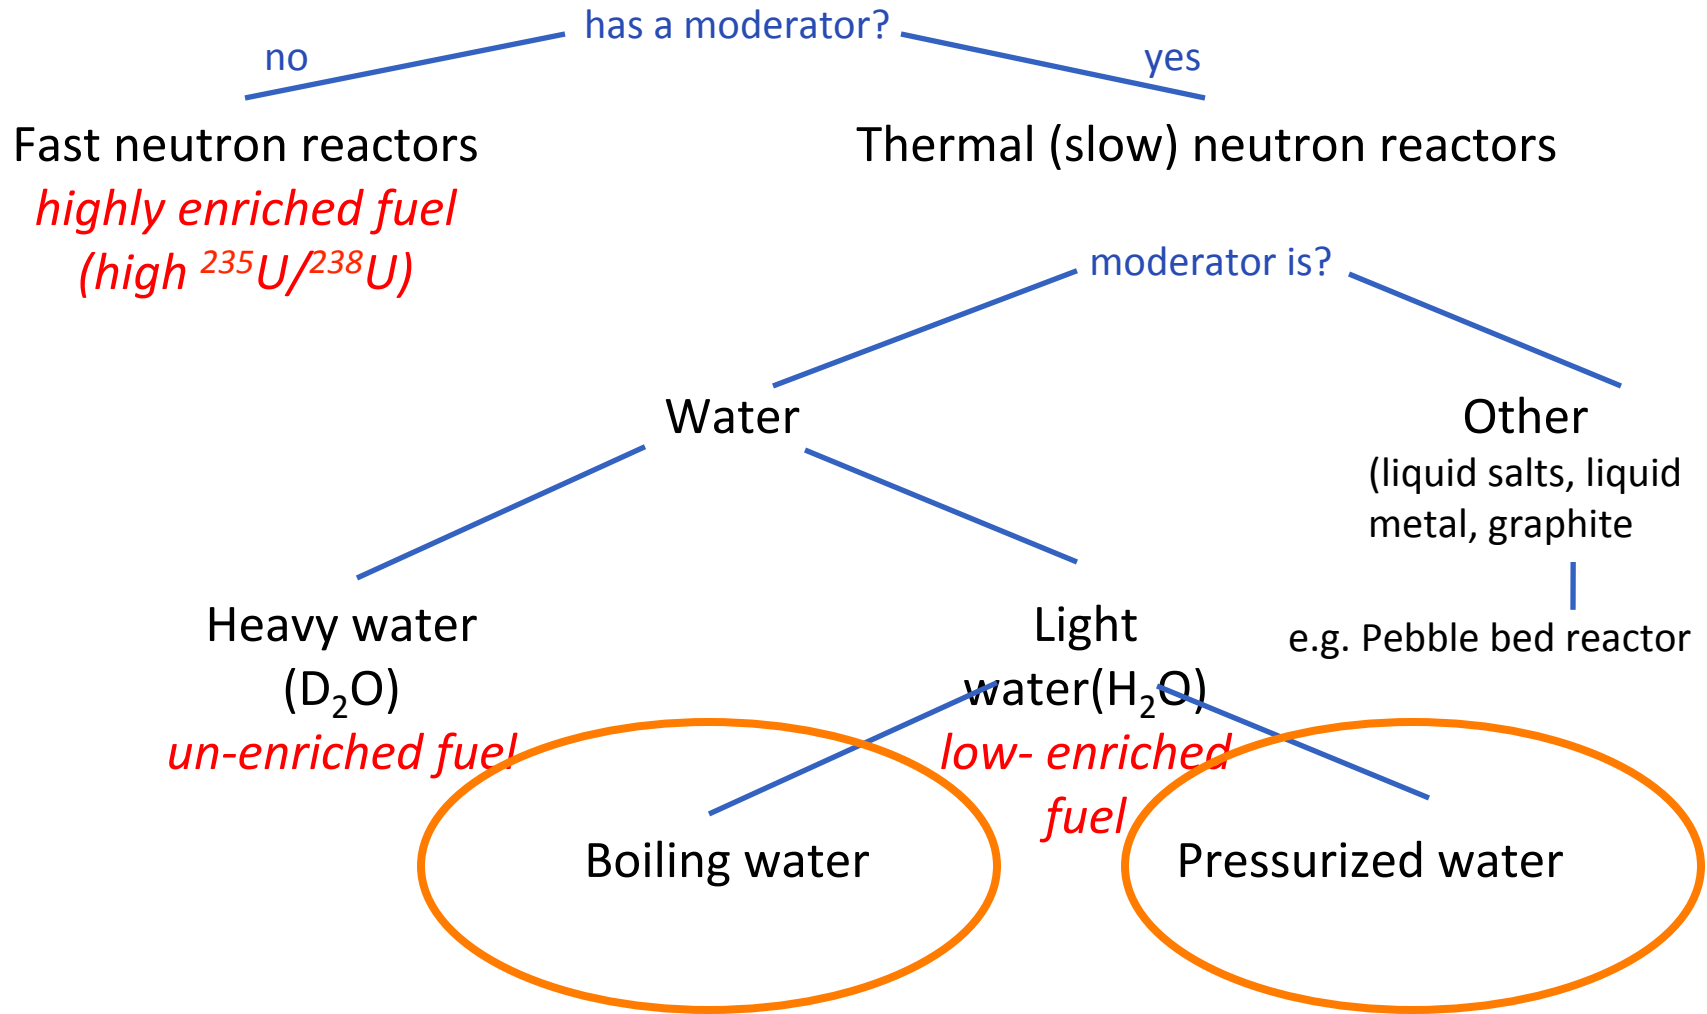 has a moderator?
no
yes
Fast neutron reactors
highly enriched fuel
(high ²³⁵U/²³⁸U)
Thermal (slow) neutron reactors
moderator is?
Water
Other
(liquid salts, liquid
metal, graphite
e.g. Pebble bed reactor
Heavy water
(D₂O)
un-enriched fuel
Light
water(H₂O)
low- enriched
fuel
Boiling water
Pressurized water